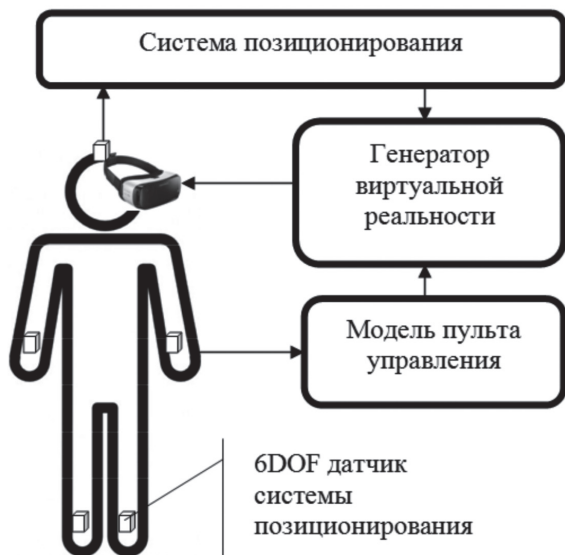 Система позиционирования
Генератор
виртуальной
реальности
Модель пульта
управления
6DOF датчик
системы
позиционирования